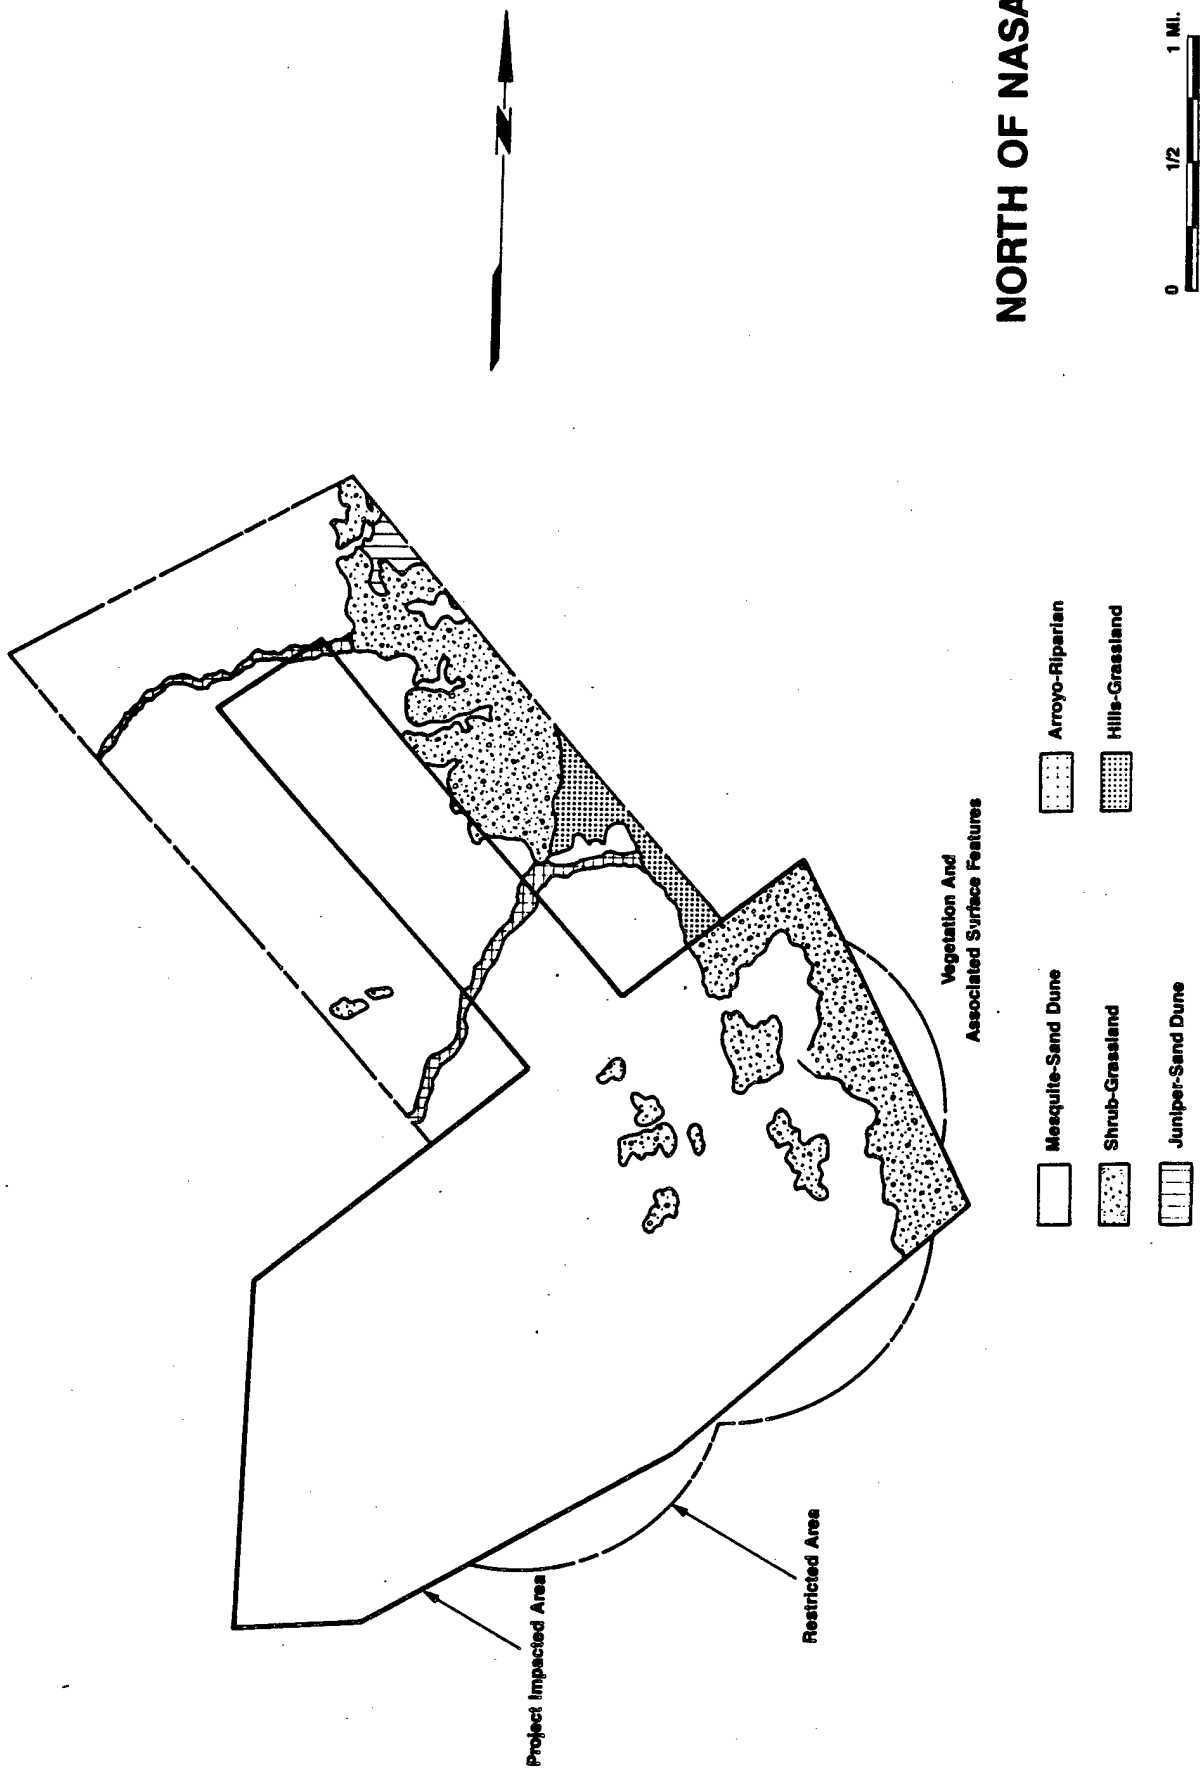 N
NORTH OF NASA
0 1/2 1 MI.
Project Impacted Area
Restricted Area
Vegetation And
Associated Surface Features
Mesquite-Sand Dune
Arroyo-Riparian
Shrub-Grassland
Hills-Grassland
Juniper-Sand Dune